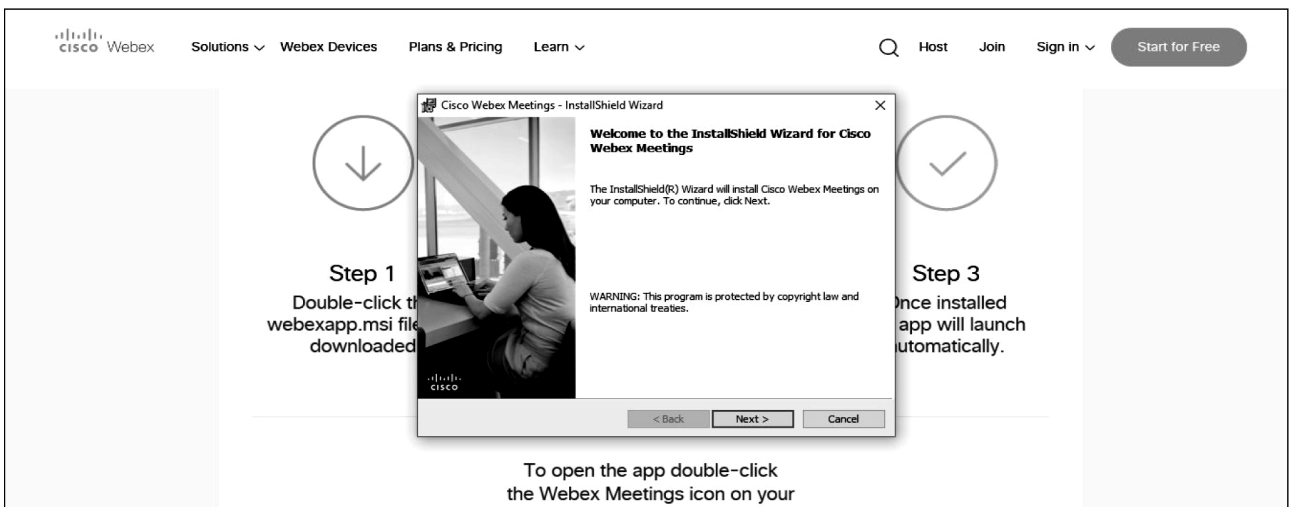 cisco Webex
Solutions Webex Devices Plans & Pricing Learn Host Join Sign in Start for Free
Cisco Webex Meetings - InstallShield Wizard
Welcome to the InstallShield Wizard for Cisco
Webex Meetings
The InstallShield(R) Wizard will install Cisco Webex Meetings on
your computer. To continue, click Next.
WARNING: This program is protected by copyright law and
international treaties.
cisco
< Back Next > Cancel
Step 1
Double-click
webexapp.msi
downloaded
Step 3
installed
app will launch
To open the app double-click
the Webex Meetings icon on your